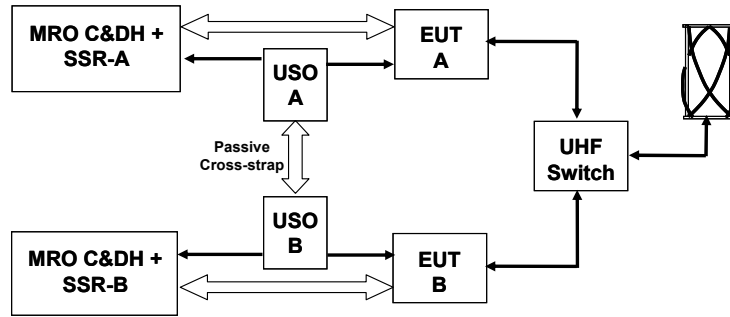 MRO C&DH +
SSR-A
EUT
A
USO
A
Passive
Cross-strap
UHF
Switch
USO
B
MRO C&DH +
SSR-B
EUT
B